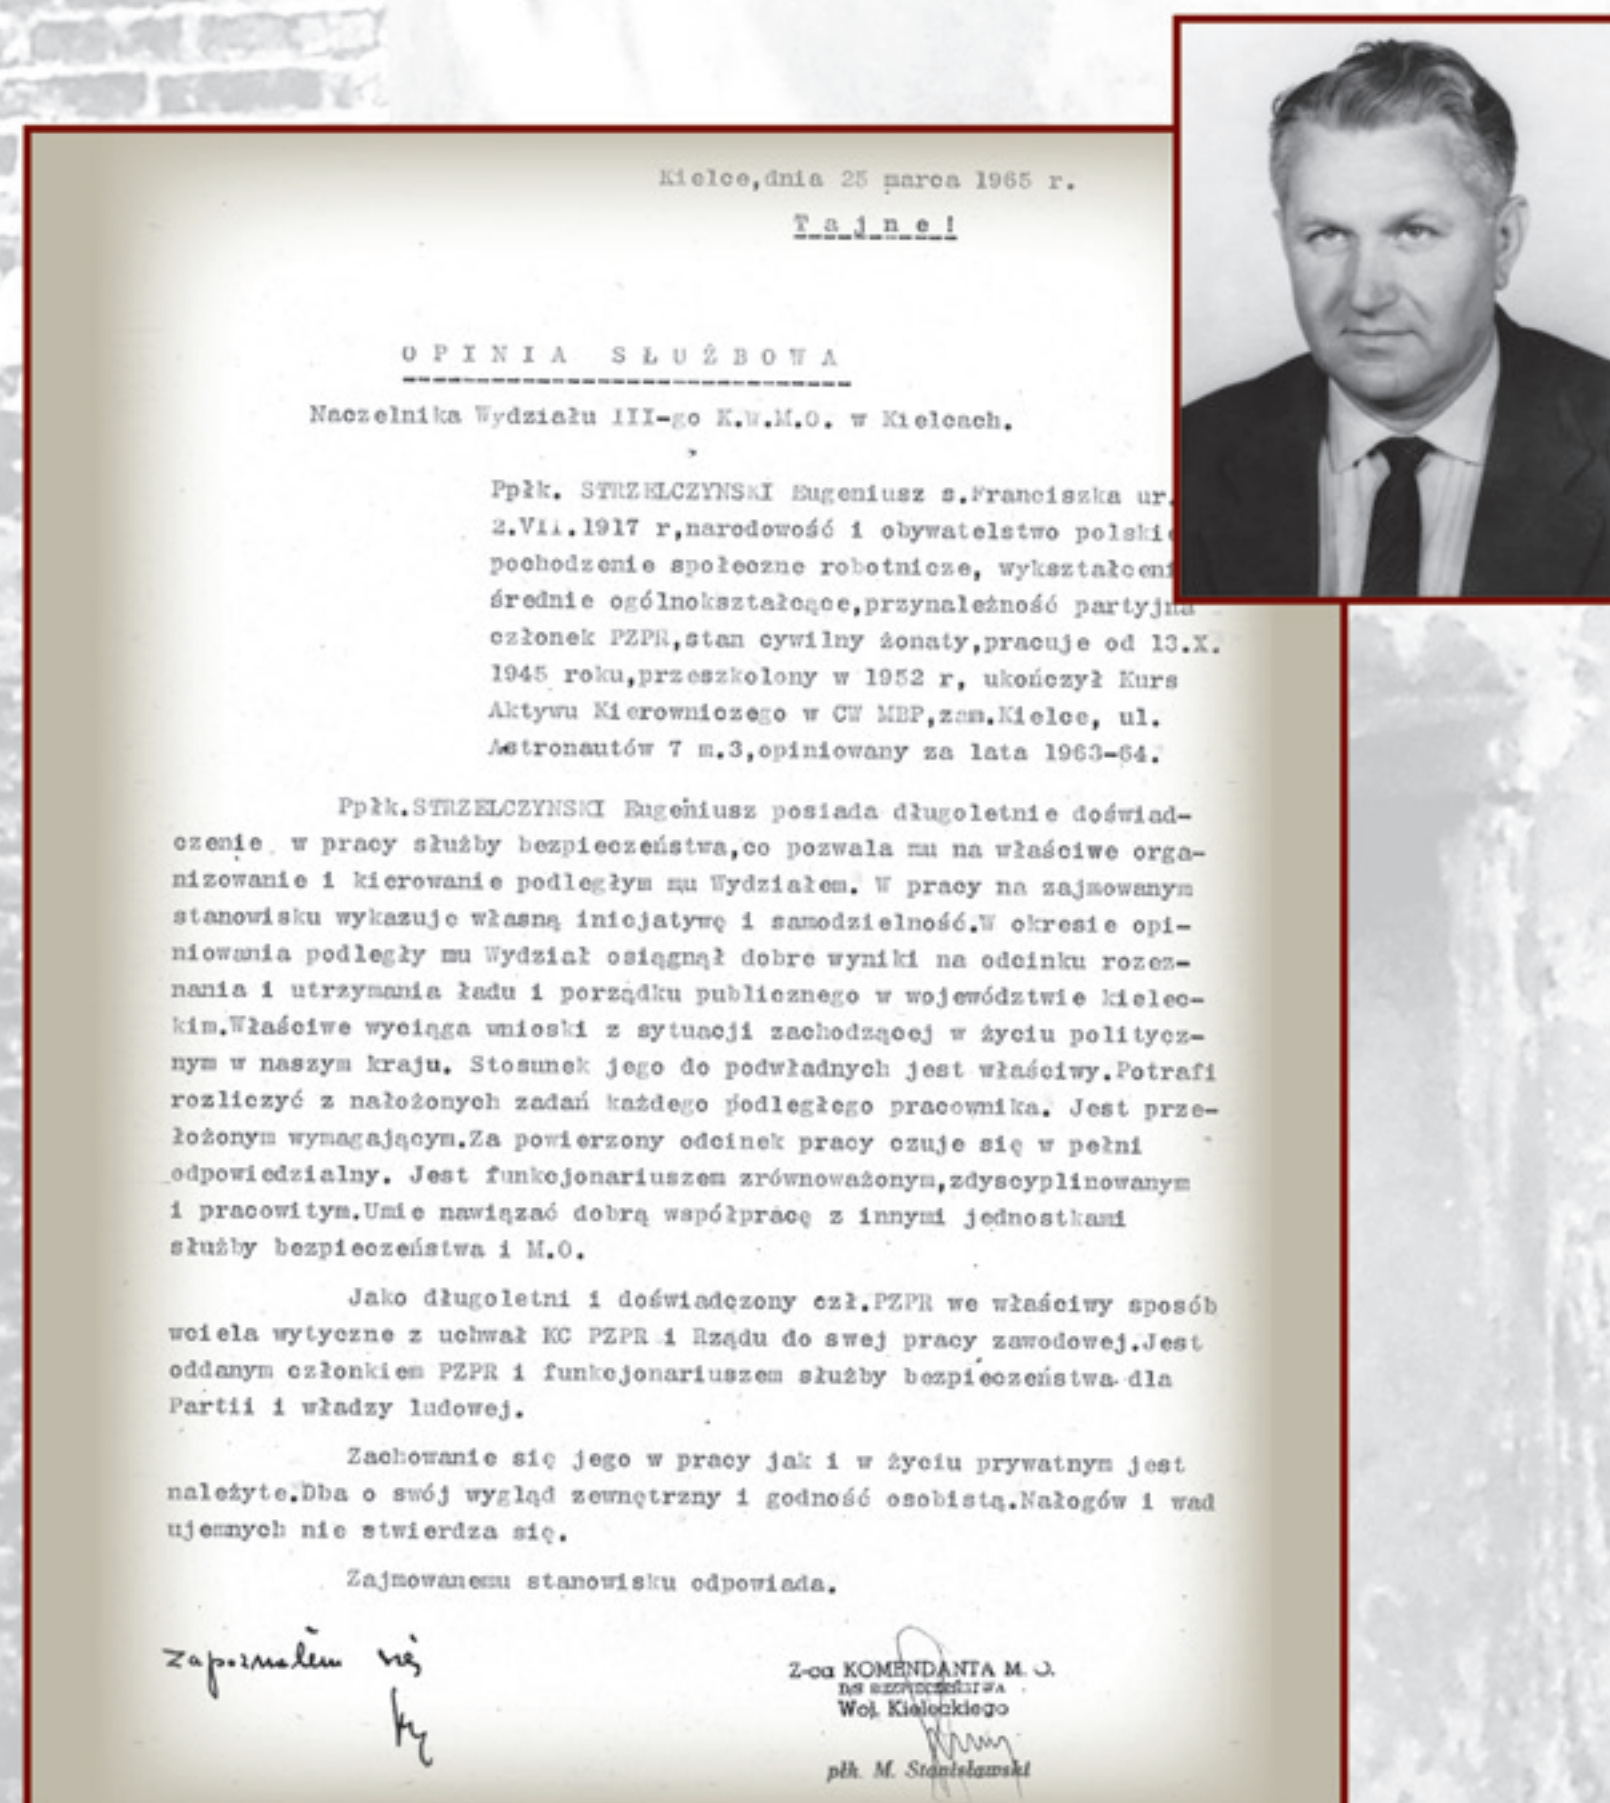 Kielce,dnia 25 marca 1965 r.
T a j n e !
O P I N I A   S Ł U Ż B O W A
Naczelnika Wydziału III-go K.W.M.O. w Kielcach.
Ppłk. STRZELCZYNSKI Eugeniusz s.Franciszka ur.
2.VII.1917 r,narodowość i obywatelstwo polski
pochodzenie społeczne robotnicze, wykształceni
średnie ogólnokształcące,przynależność partyjna
członek PZPR,stan cywilny żonaty,pracuje od 13.X.
1945 roku,przeszkolony w 1952 r, ukończył Kurs
Aktywu Kierowniczego w CW MBP,zam.Kielce, ul.
Astronautów 7 m.3,opiniowany za lata 1963-64.
Ppłk.STRZELCZYNSKI Eugeniusz posiada długoletnie doświad-
czenie w pracy służby bezpieczeństwa,co pozwala mu na właściwe orga-
nizowanie i kierowanie podległym mu Wydziałem. W pracy na zajmowanym
stanowisku wykazuje własną inicjatywę i samodzielność.W okresie opi-
niowania podległy mu Wydział osiągnął dobre wyniki na odcinku rozez-
nania i utrzymania ładu i porządku publicznego w województwie kielec-
kim.Właściwe wyciąga wnioski z sytuacji zachodzącej w życiu politycz-
nym w naszym kraju. Stosunek jego do podwładnych jest właściwy.Potrafi
rozliczyć z nałożonych zadań każdego podległego pracownika. Jest prze-
łożonym wymagającym.Za powierzony odcinek pracy czuje się w pełni
odpowiedzialny. Jest funkcjonariuszem zrównoważonym,zdyscyplinowanym
i pracowitym.Umie nawiązać dobrą współpracę z innymi jednostkami
służby bezpieczeństwa i M.O.
Jako długoletni i doświadczony czł.PZPR we właściwy sposób
wciela wytyczne z uchwał KC PZPR i Rządu do swej pracy zawodowej.Jest
oddanym członkiem PZPR i funkcjonariuszem służby bezpieczeństwa dla
Partii i władzy ludowej.
Zachowanie się jego w pracy jak i w życiu prywatnym jest
należyte.Dba o swój wygląd zewnętrzny i godność osobistą.Nałogów i wad
ujemnych nie stwierdza się.
Zajmowanemu stanowisku odpowiada.
zapoznałem się
Z-ca KOMENDANTA M. O.
DS BEZPIECZEŃSTWA
Woj. Kieleckiego
płk. M. Stanisławski